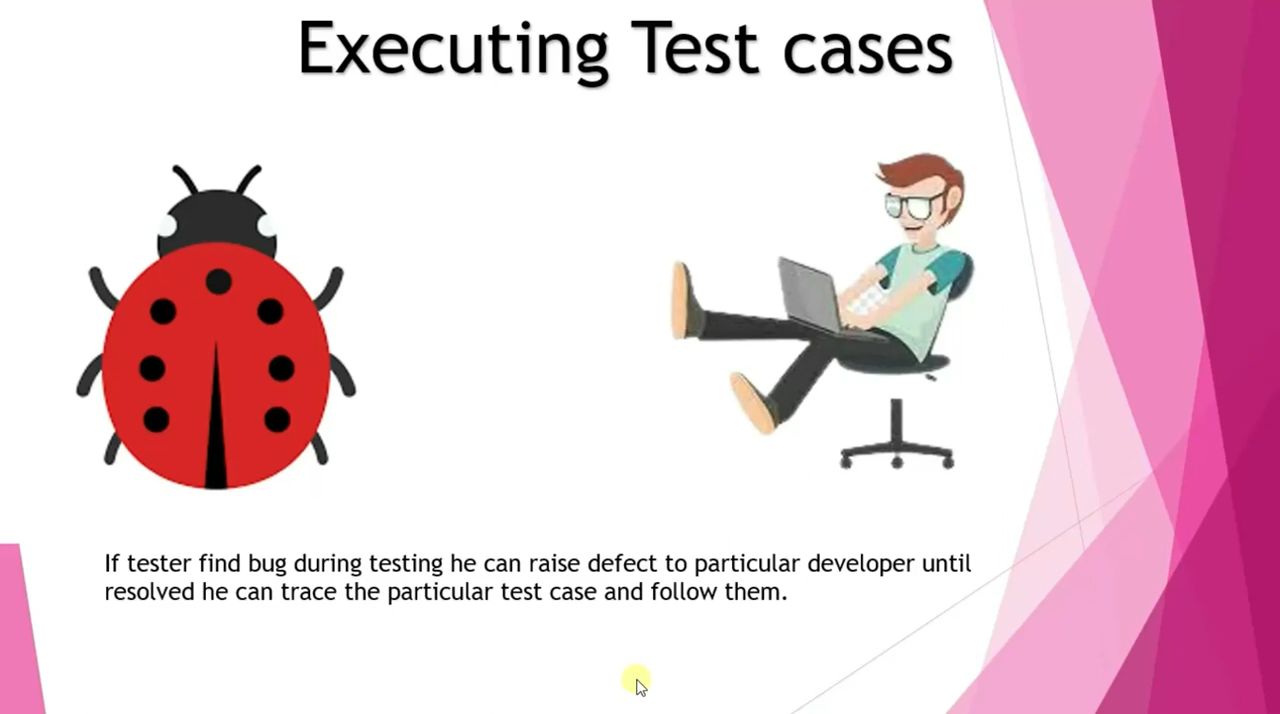 Executing Test cases
If tester find bug during testing he can raise defect to particular developer until
resolved he can trace the particular test case and follow them.